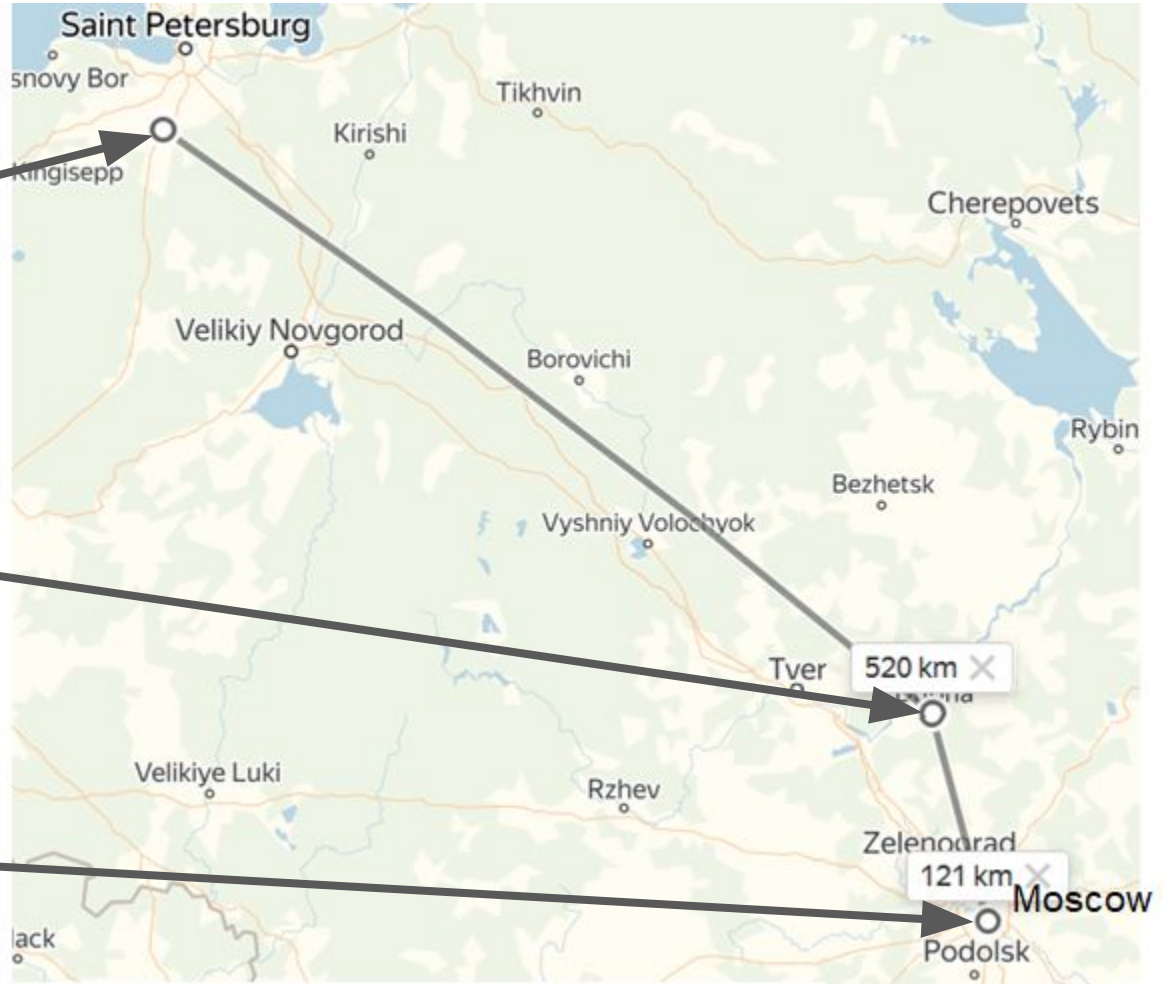 Saint Petersburg
snovy Bor
Tikhvin
Kirishi
Kingisepp
Cherepovets
Velikiy Novgorod
Borovichi
Rybin
Bezhetsk
Vyshniy Volochyok
Tver
520 km
Velikiye Luki
Rzhev
Zelenograd
121 km
Moscow
lack
Podolsk